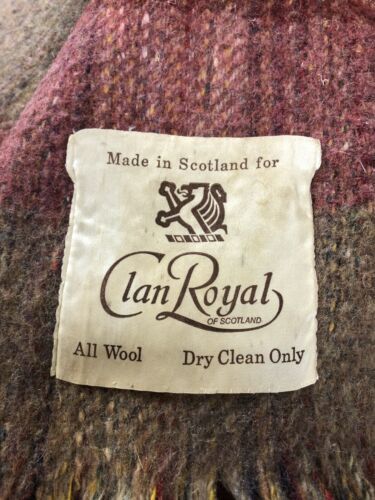 Made in Scotland for
Clan Royal
OF SCOTLAND
All Wool Dry Clean Only